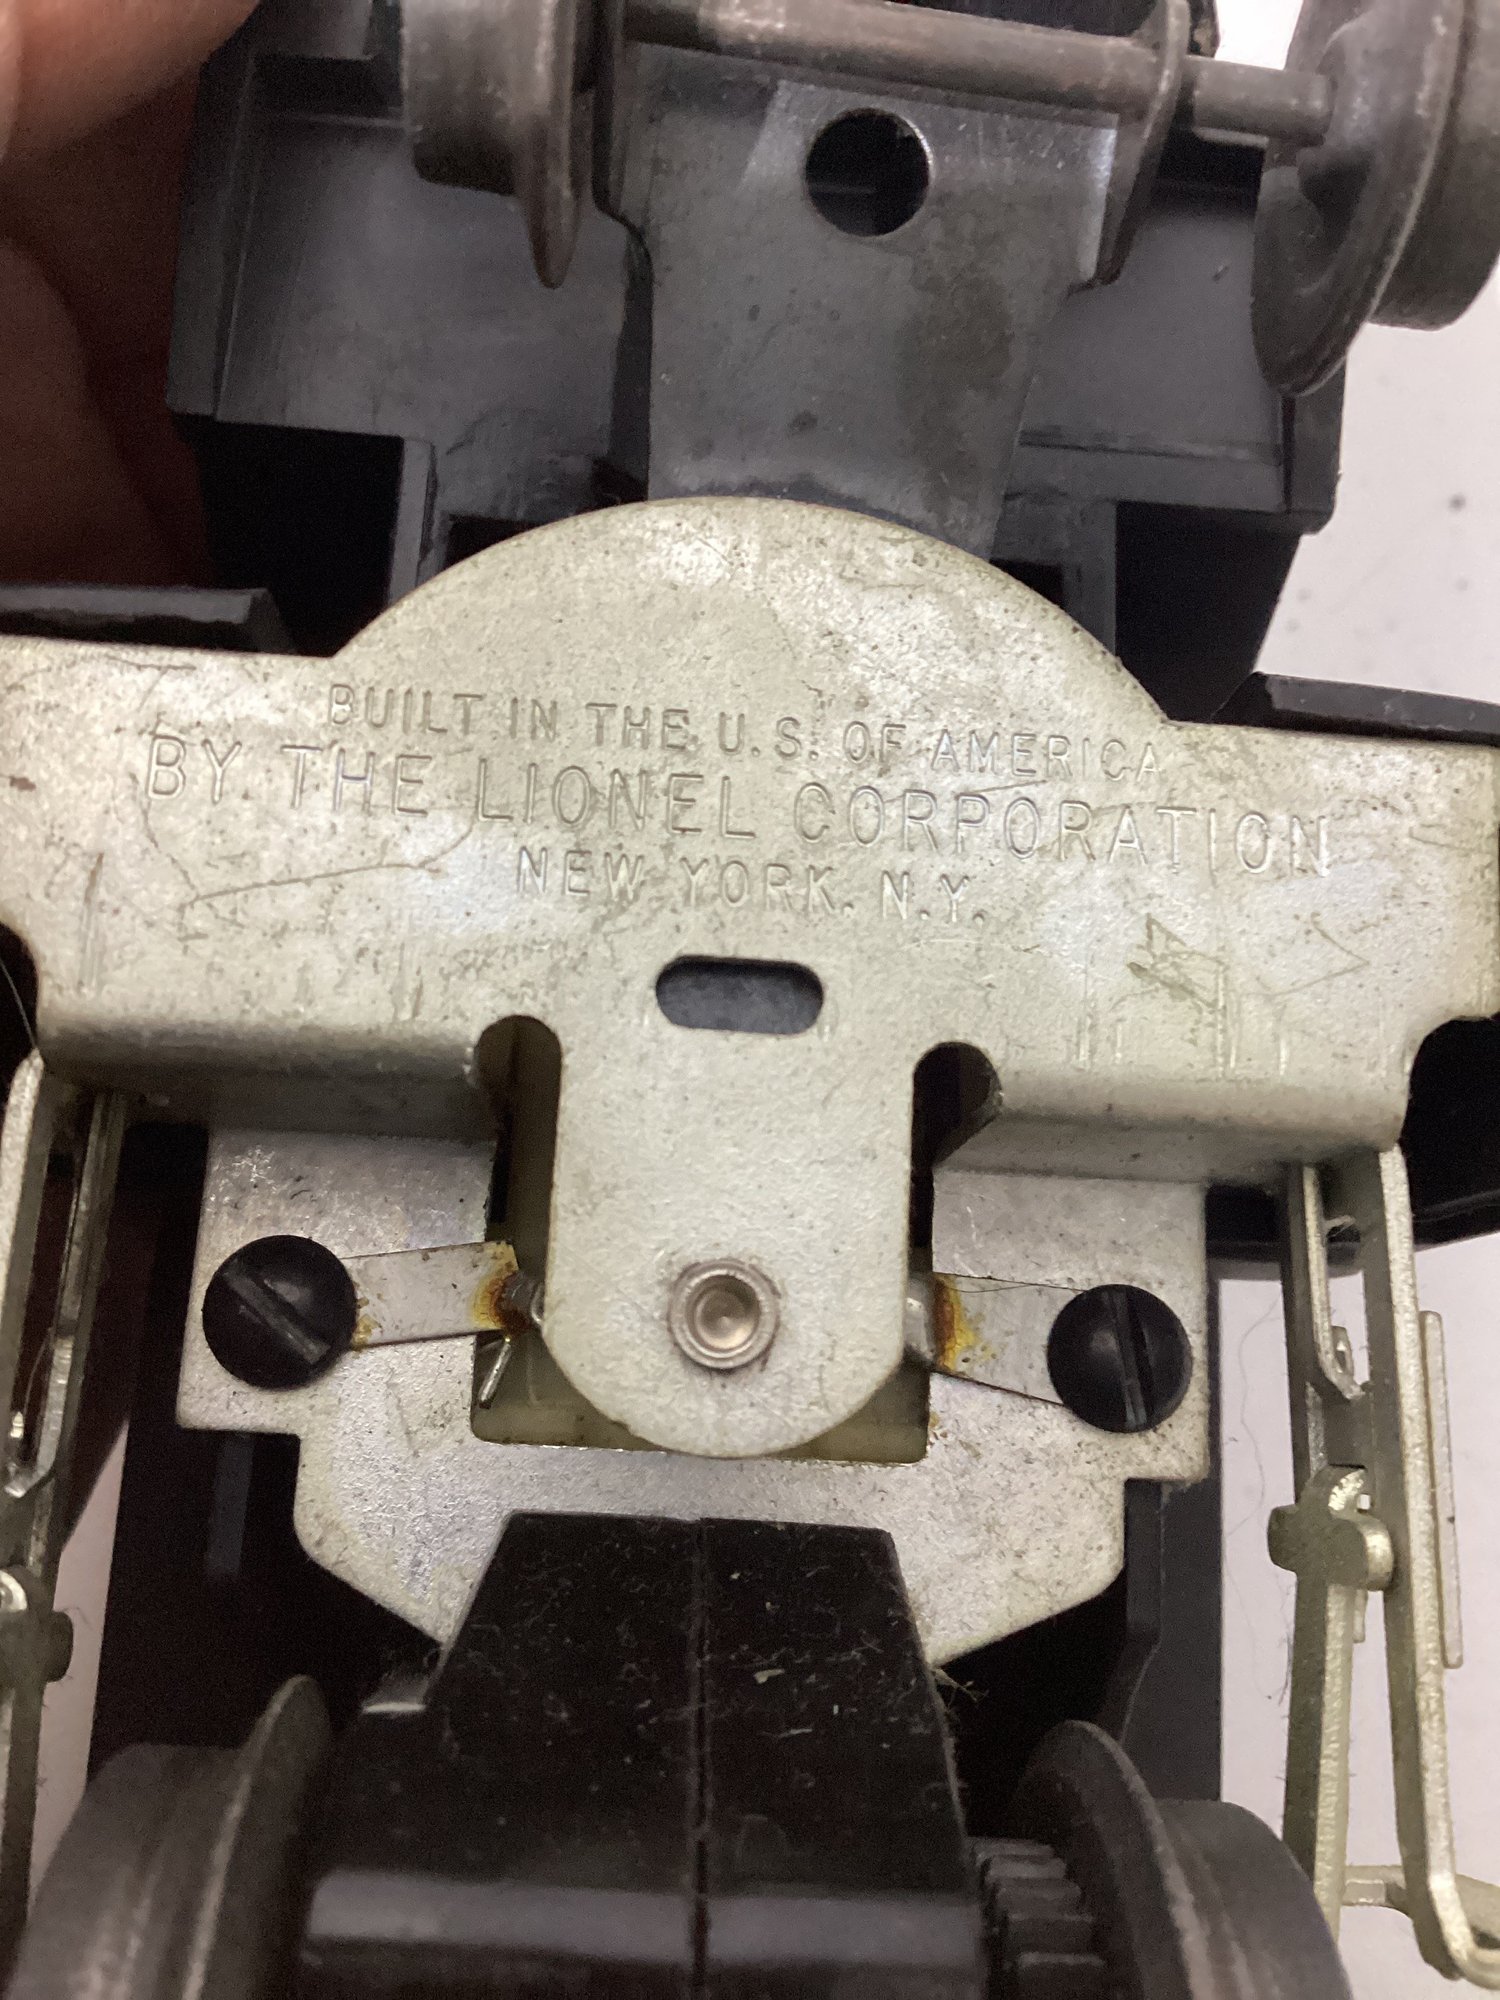 BUILT IN THE U.S. OF AMERICA
BY THE LIONEL CORPORATION
NEW YORK. N.Y.